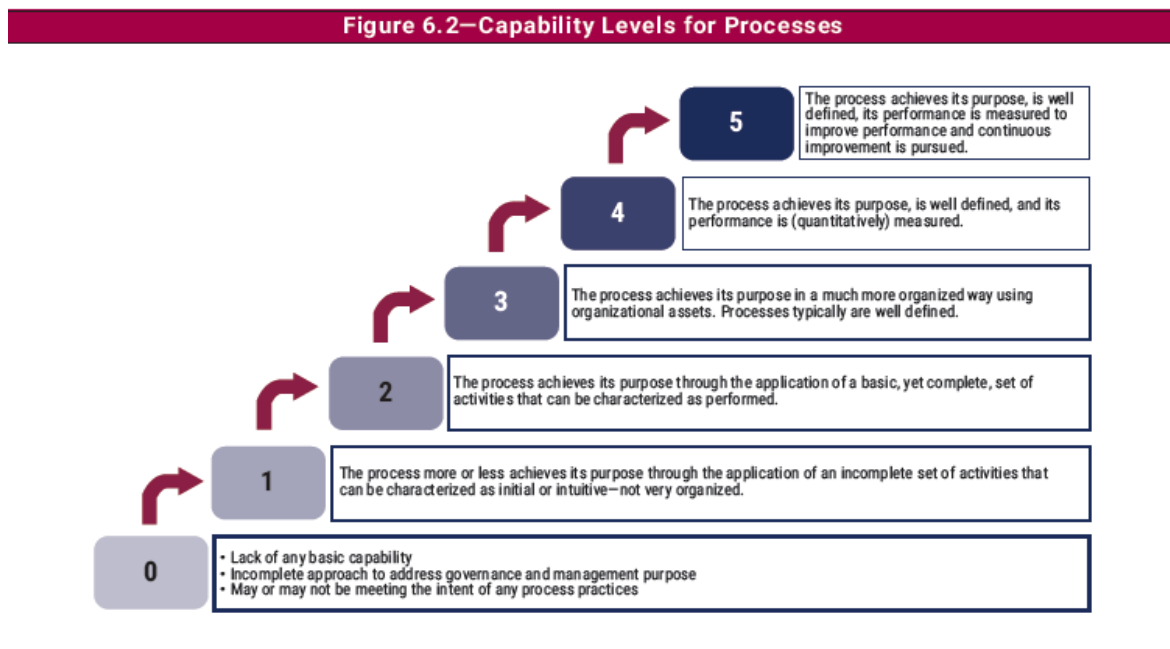 Figure 6.2—Capability Levels for Processes
5
The process achieves its purpose, is well
defined, its performance is measured to
improve performance and continuous
improvement is pursued.
4
The process achieves its purpose, is well defined, and its
performance is (quantitatively) measured.
3
The process achieves its purpose in a much more organized way using
organizational assets. Processes typically are well defined.
2
The process achieves its purpose through the application of a basic, yet complete, set of
activities that can be characterized as performed.
1
The process more or less achieves its purpose through the application of an incomplete set of activities that
can be characterized as initial or intuitive—not very organized.
0
• Lack of any basic capability
• Incomplete approach to address governance and management purpose
• May or may not be meeting the intent of any process practices